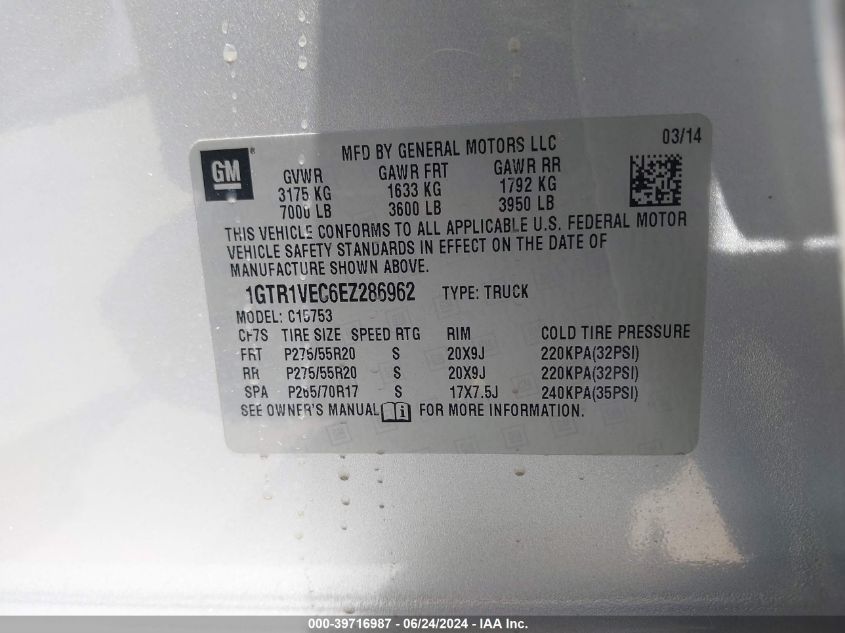 GM ®
MFD BY GENERAL MOTORS LLC 03/14
GVWR GAWR FRT GAWR RR
3175 KG 1633 KG 1792 KG
7000 LB 3600 LB 3950 LB
THIS VEHICLE CONFORMS TO ALL APPLICABLE U.S. FEDERAL MOTOR
VEHICLE SAFETY STANDARDS IN EFFECT ON THE DATE OF
MANUFACTURE SHOWN ABOVE.
1GTR1VEC6EZ286962 TYPE: TRUCK
MODEL: C15753
CF7S TIRE SIZE SPEED RTG RIM COLD TIRE PRESSURE
FRT P275/55R20 S 20X9J 220KPA(32PSI)
RR P275/55R20 S 20X9J 220KPA(32PSI)
SPA P265/70R17 S 17X7.5J 240KPA(35PSI)
SEE OWNER'S MANUAL i FOR MORE INFORMATION.
000-39716987 - 06/24/2024 - IAA Inc.